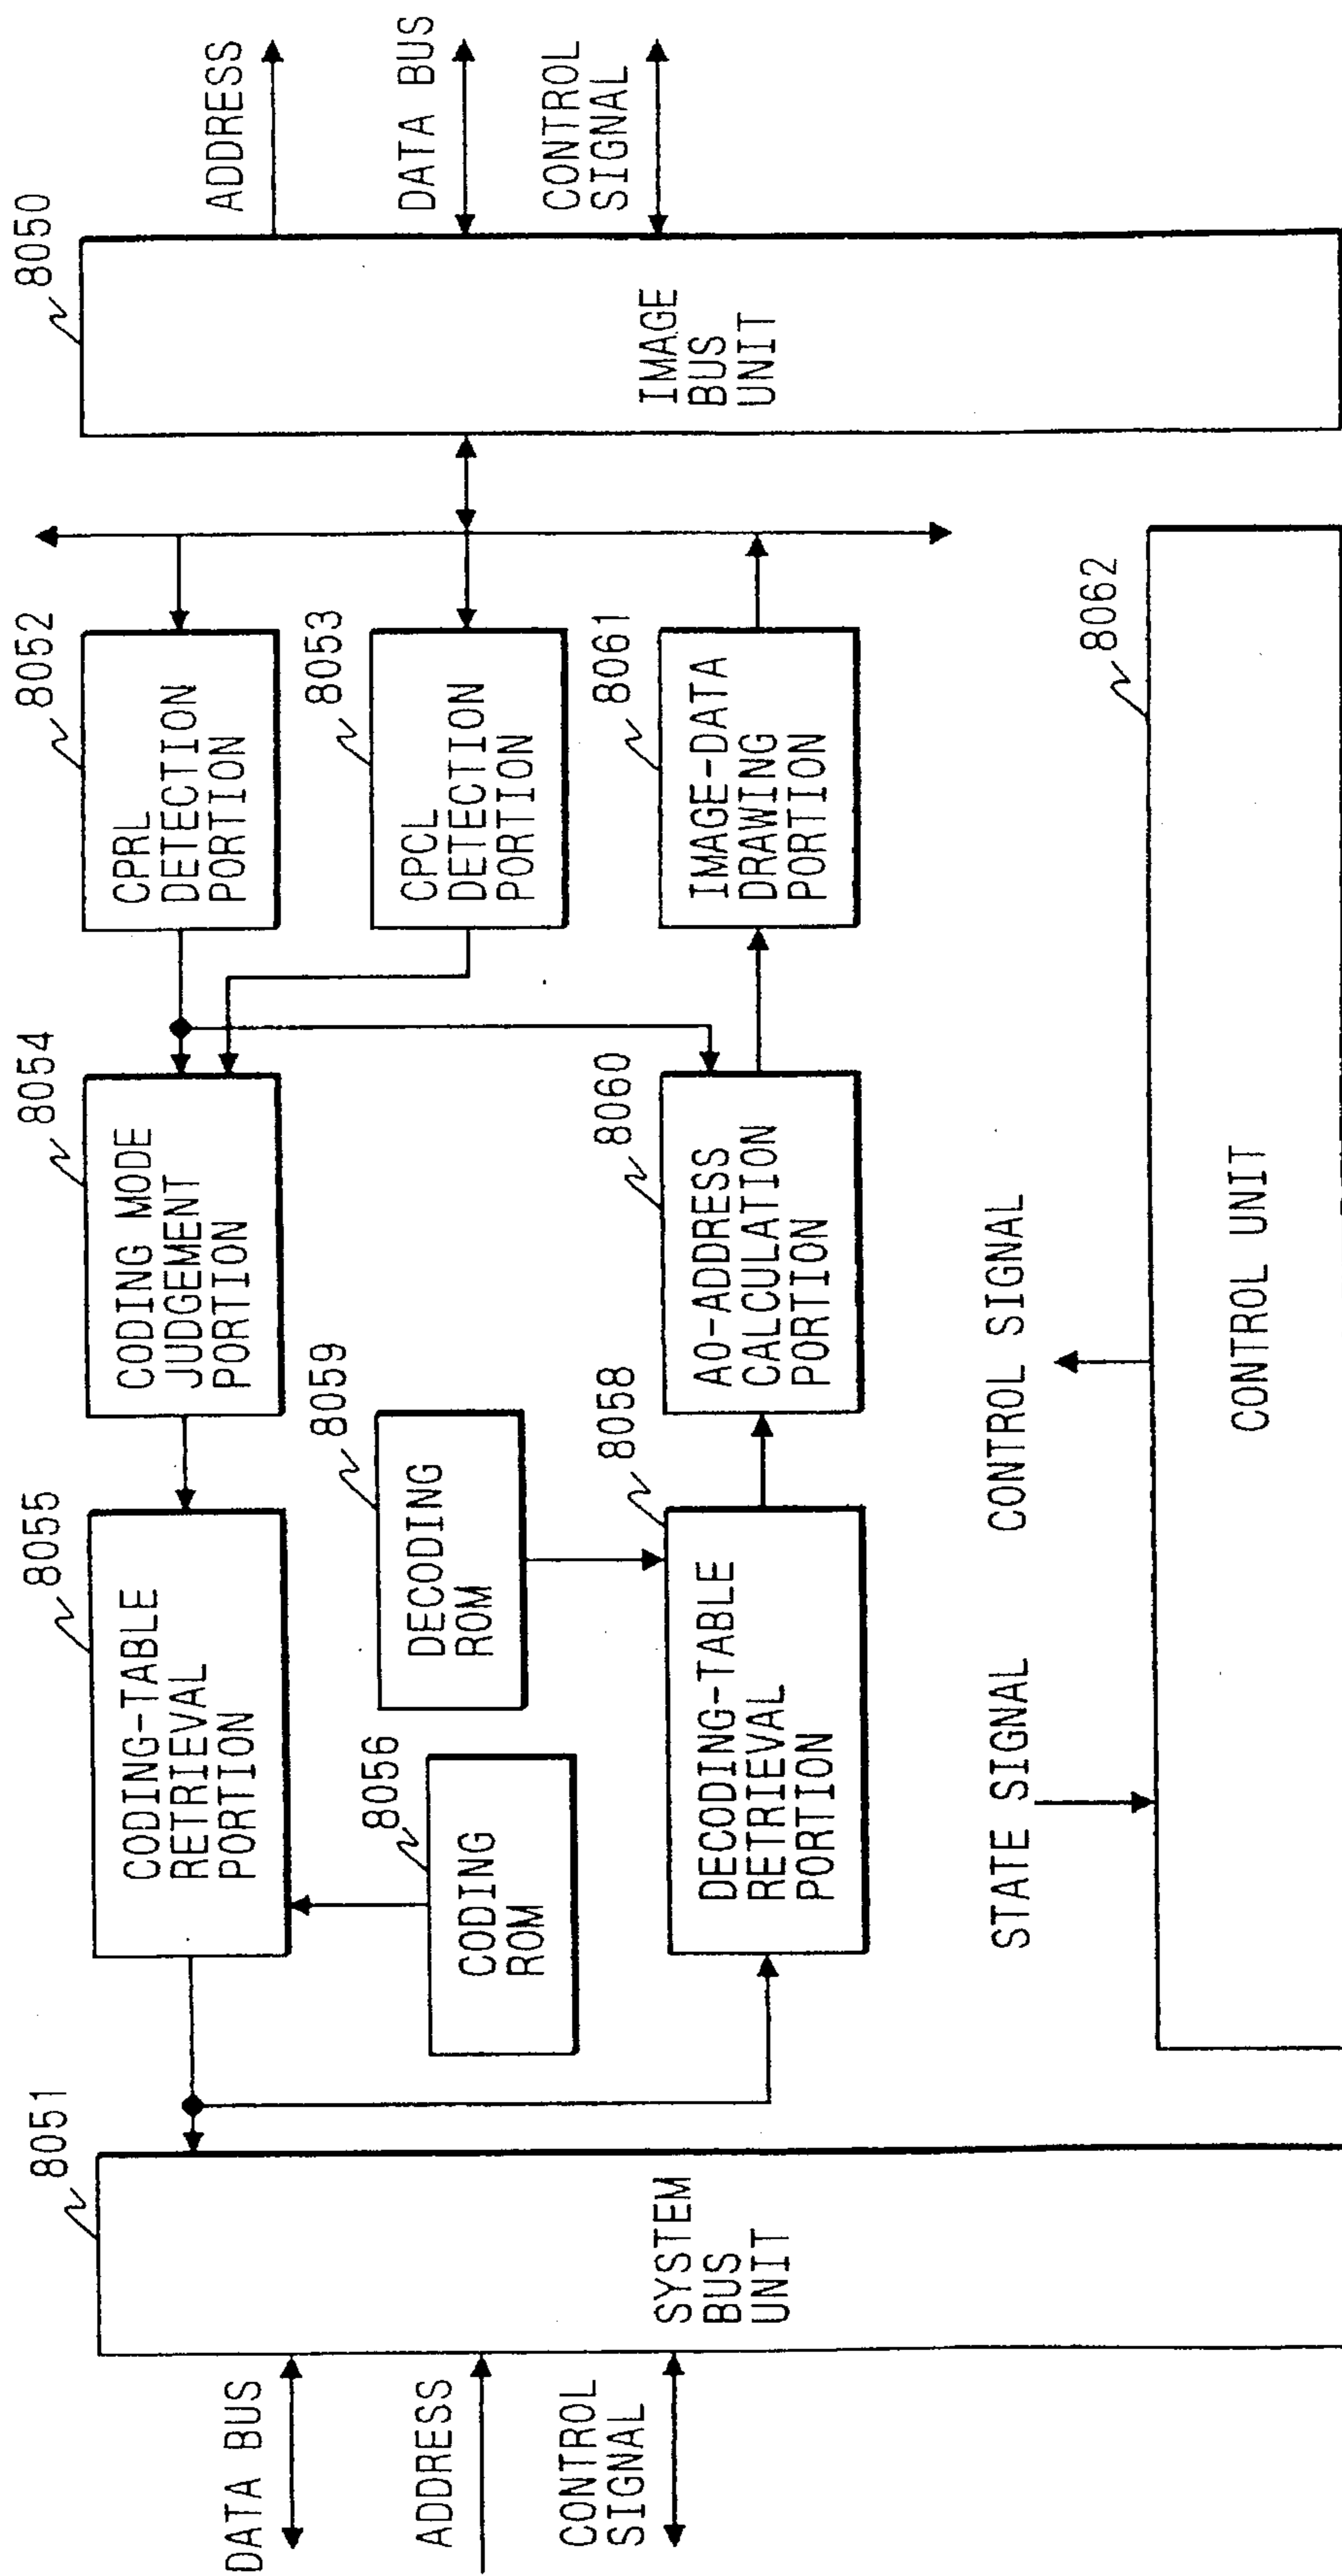 8051
8055
8054
8052
8050
DATA BUS
ADDRESS
CONTROL
SIGNAL
SYSTEM
BUS
UNIT
CODING-TABLE
RETRIEVAL
PORTION
CODING MODE
JUDGEMENT
PORTION
CPRL
DETECTION
PORTION
8053
CPCL
DETECTION
PORTION
8056
CODING
ROM
8059
DECODING
ROM
8058
DECODING-TABLE
RETRIEVAL
PORTION
8060
AO-ADDRESS
CALCULATION
PORTION
8061
IMAGE-DATA
DRAWING
PORTION
IMAGE
BUS
UNIT
ADDRESS
DATA BUS
CONTROL
SIGNAL
STATE SIGNAL
CONTROL SIGNAL
8062
CONTROL UNIT